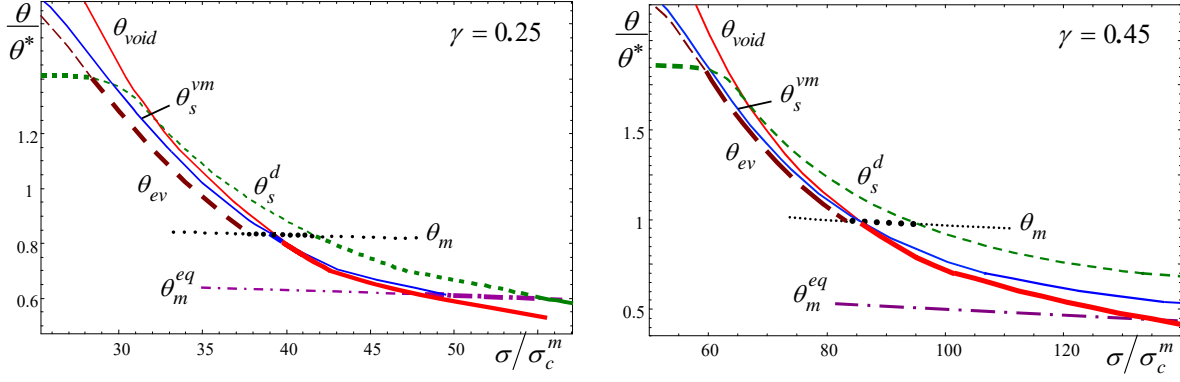 θ/θ*
γ = 0.25
θ_void
θ_s^vm
θ_ev
θ_s^d
θ_m
θ_m^eq
1.2
1
0.8
0.6
30
35
40
45
50
σ/σ_c^m
θ/θ*
γ = 0.45
θ_void
θ_s^vm
θ_ev
θ_s^d
θ_m
θ_m^eq
2
1.5
1
0.5
60
80
100
120
σ/σ_c^m